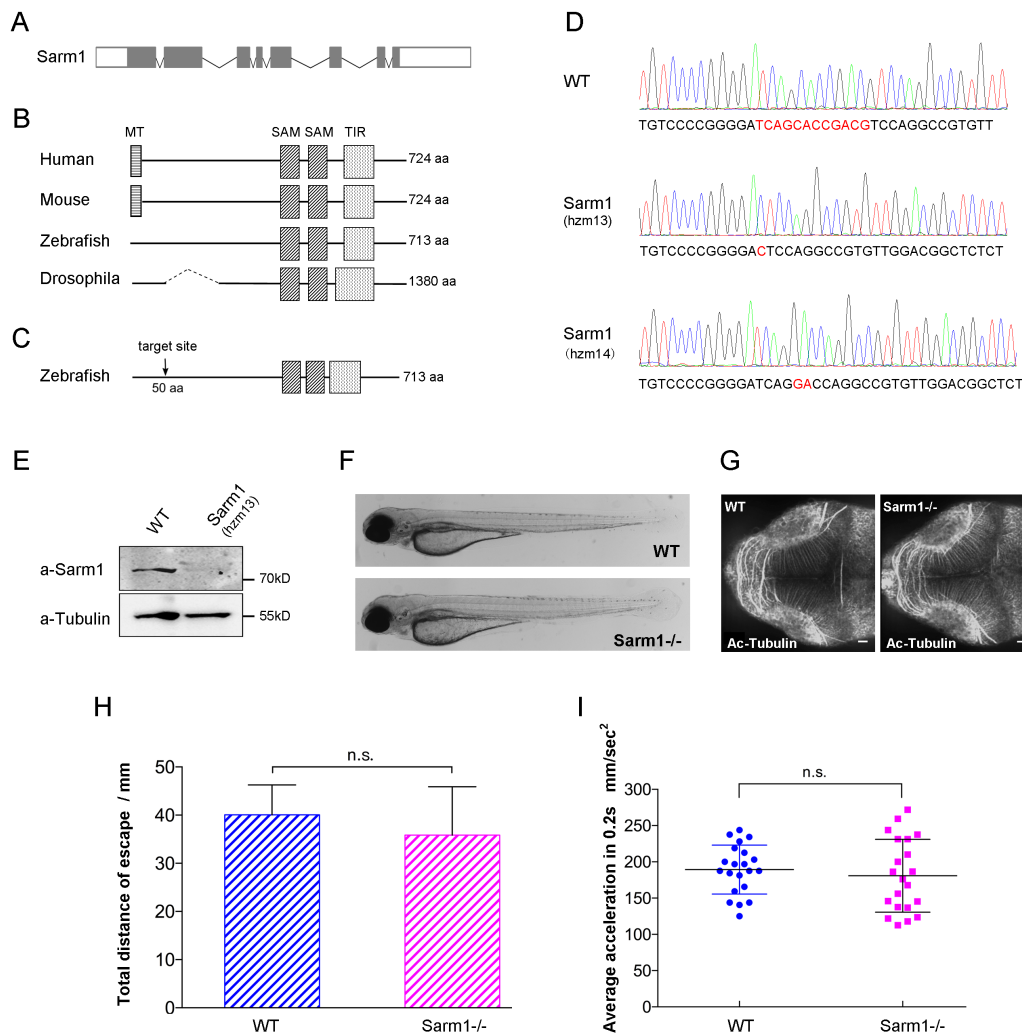 A
Sarm1
B
MT SAM SAM TIR
Human 724 aa
Mouse 724 aa
Zebrafish 713 aa
Drosophila 1380 aa
C
target site
Zebrafish 713 aa
50 aa
D
WT
TGTCCCCGGGGATCAGCACCGACGTCCAGGCCGTGTT
Sarm1
(hzm13)
TGTCCCCGGGGACTCCAGGCCGTGTTGGACGGCTCTCT
Sarm1
(hzm14)
TGTCCCCGGGGATCAGGACCAGGCCGTGTTGGACGGCTCT
E
WT
Sarm1
(hzm13)
a-Sarm1
70kD
a-Tubulin
55kD
F
WT
Sarm1-/-
G
WT
Ac-Tubulin
Sarm1-/-
Ac-Tubulin
H
Total distance of escape / mm
n.s.
50
40
30
20
10
0
WT Sarm1-/-
I
Average acceleration in 0.2s mm/sec²
n.s.
300
250
200
150
100
50
0
WT Sarm1-/-